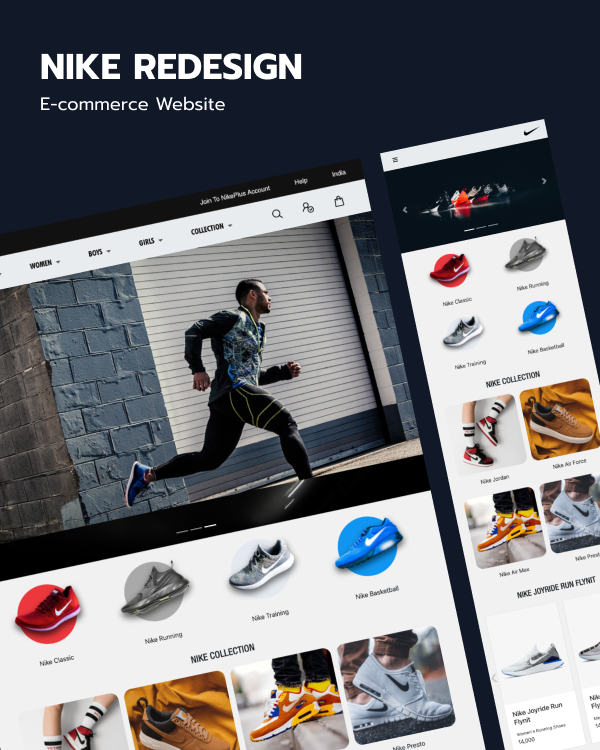 NIKE REDESIGN
E-commerce Website
Join To NikePlus Account
Help
India
WOMEN
BOYS
GIRLS
COLLECTION
Nike Classic
Nike Running
Nike Training
Nike Basketball
NIKE COLLECTION
Nike Presto
Nike Classic
Nike Running
Nike Training
Nike Basketball
NIKE COLLECTION
Nike Jordan
Nike Air Force
Nike Air Max
Nike Prest
NIKE JOYRIDE RUN FLYNIT
Nike Joyride Run
Flynit
Women's Running Shoes
14,000
Nike